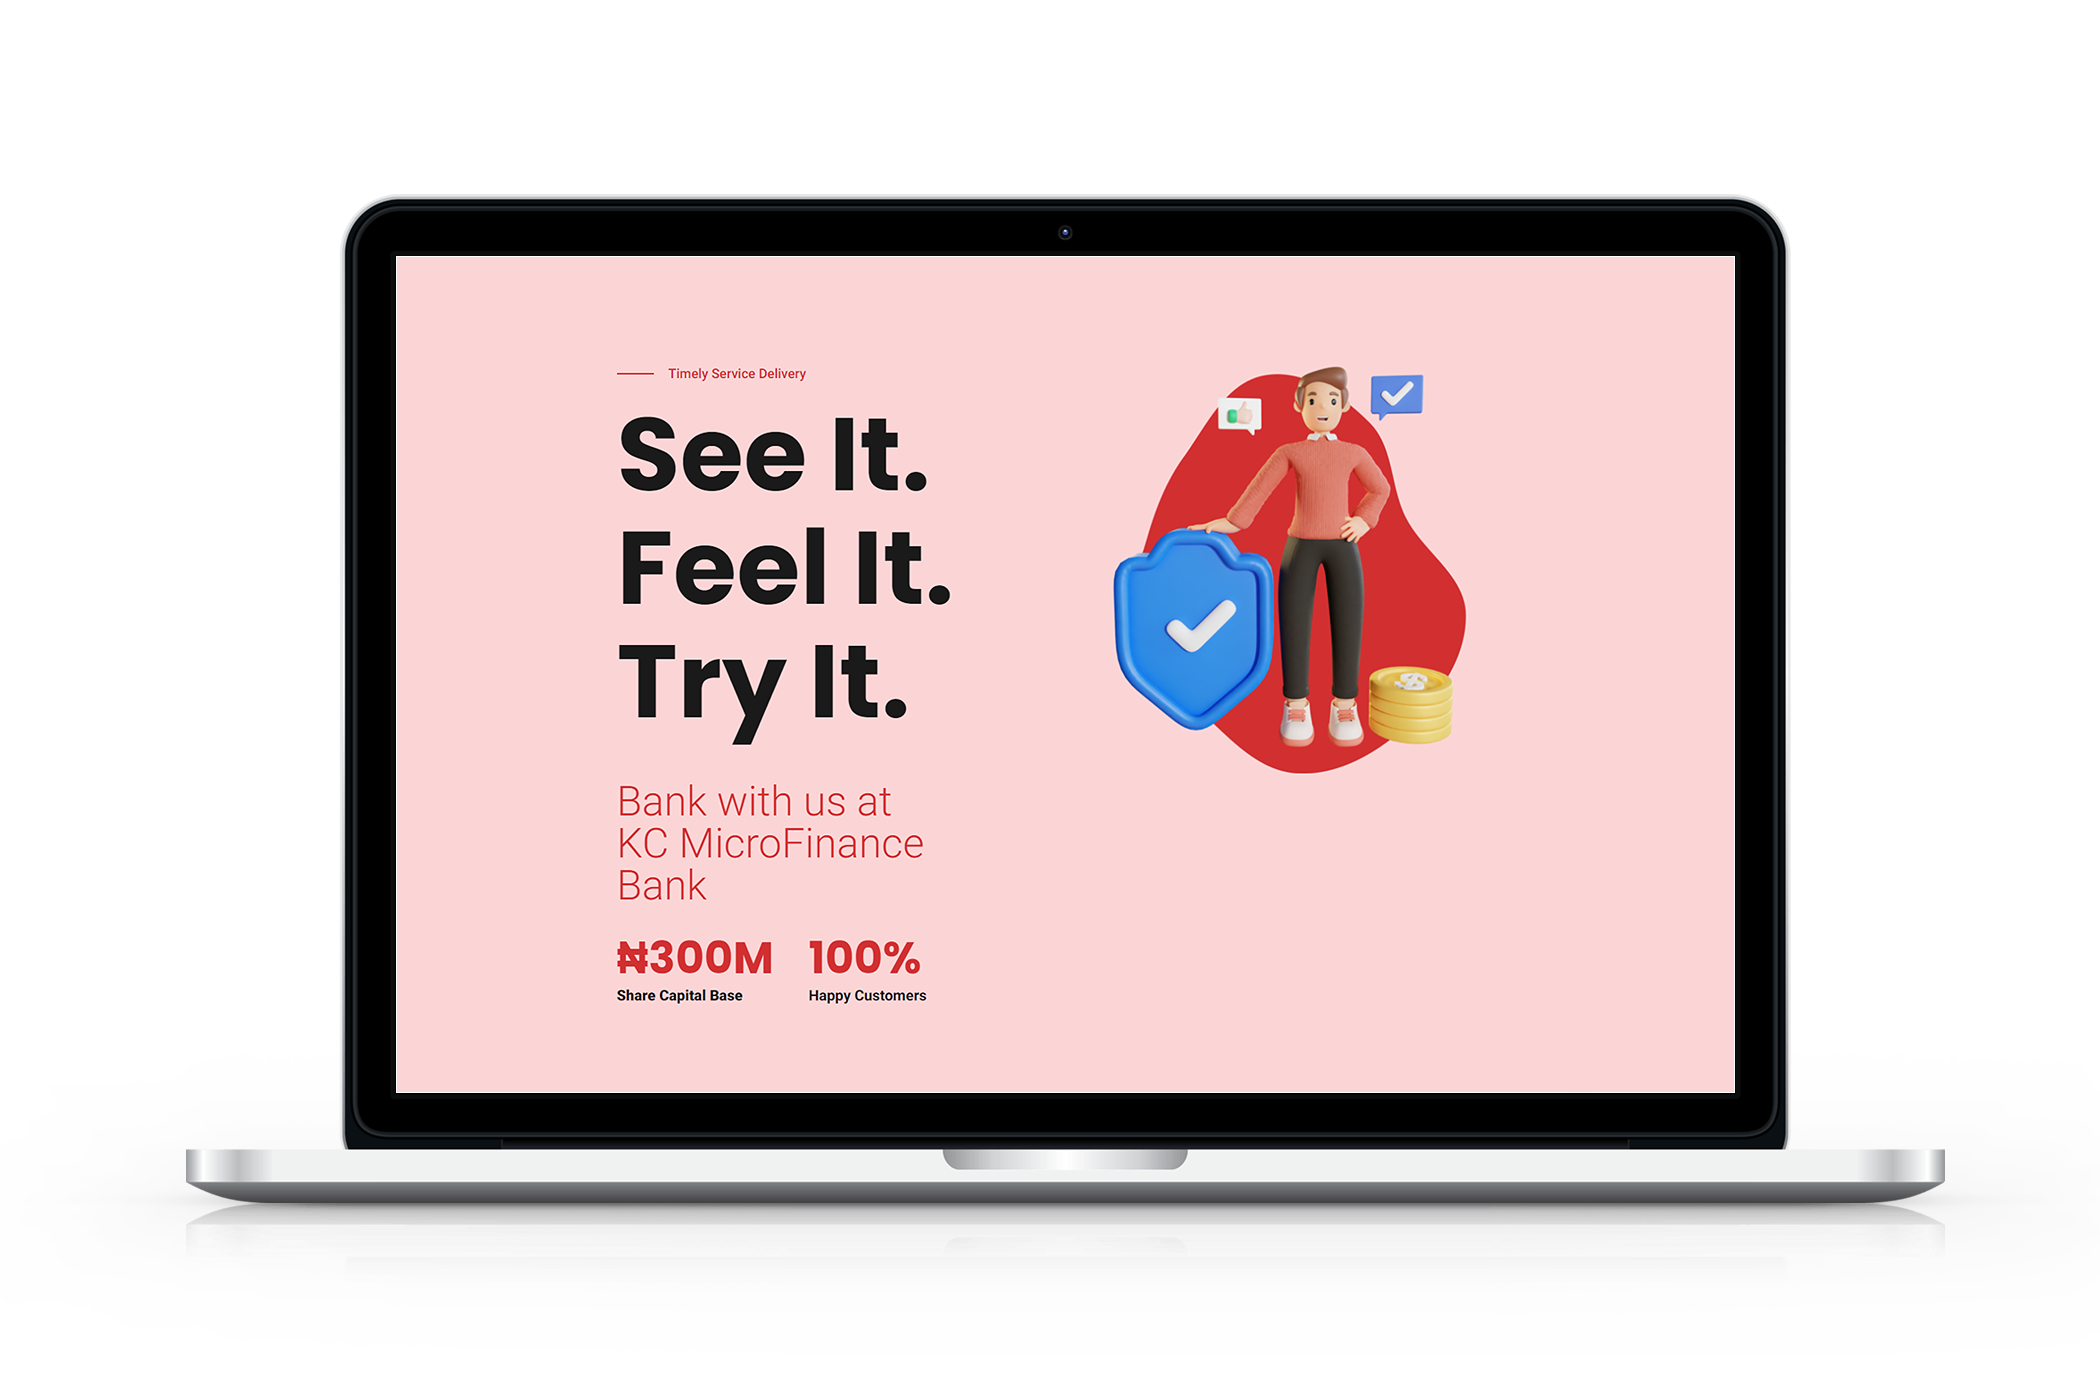 Timely Service Delivery
See It.
Feel It.
Try It.
Bank with us at
KC MicroFinance
Bank
₦300M 100%
Share Capital Base Happy Customers